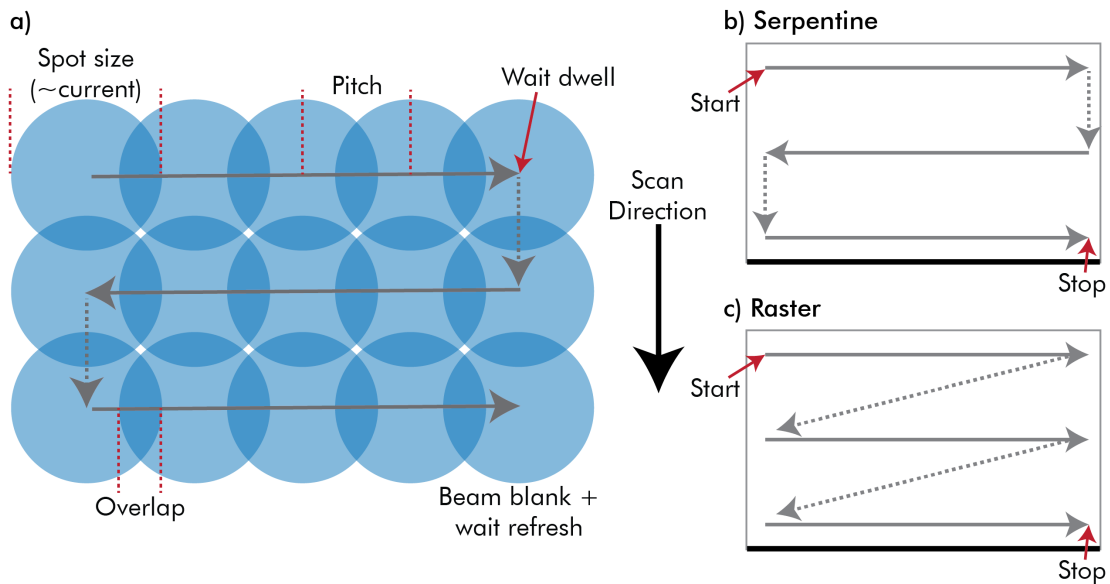 a)
Spot size
(~current)
Pitch
Wait dwell
Overlap
Beam blank +
wait refresh
Scan
Direction
b) Serpentine
Start
Stop
c) Raster
Start
Stop